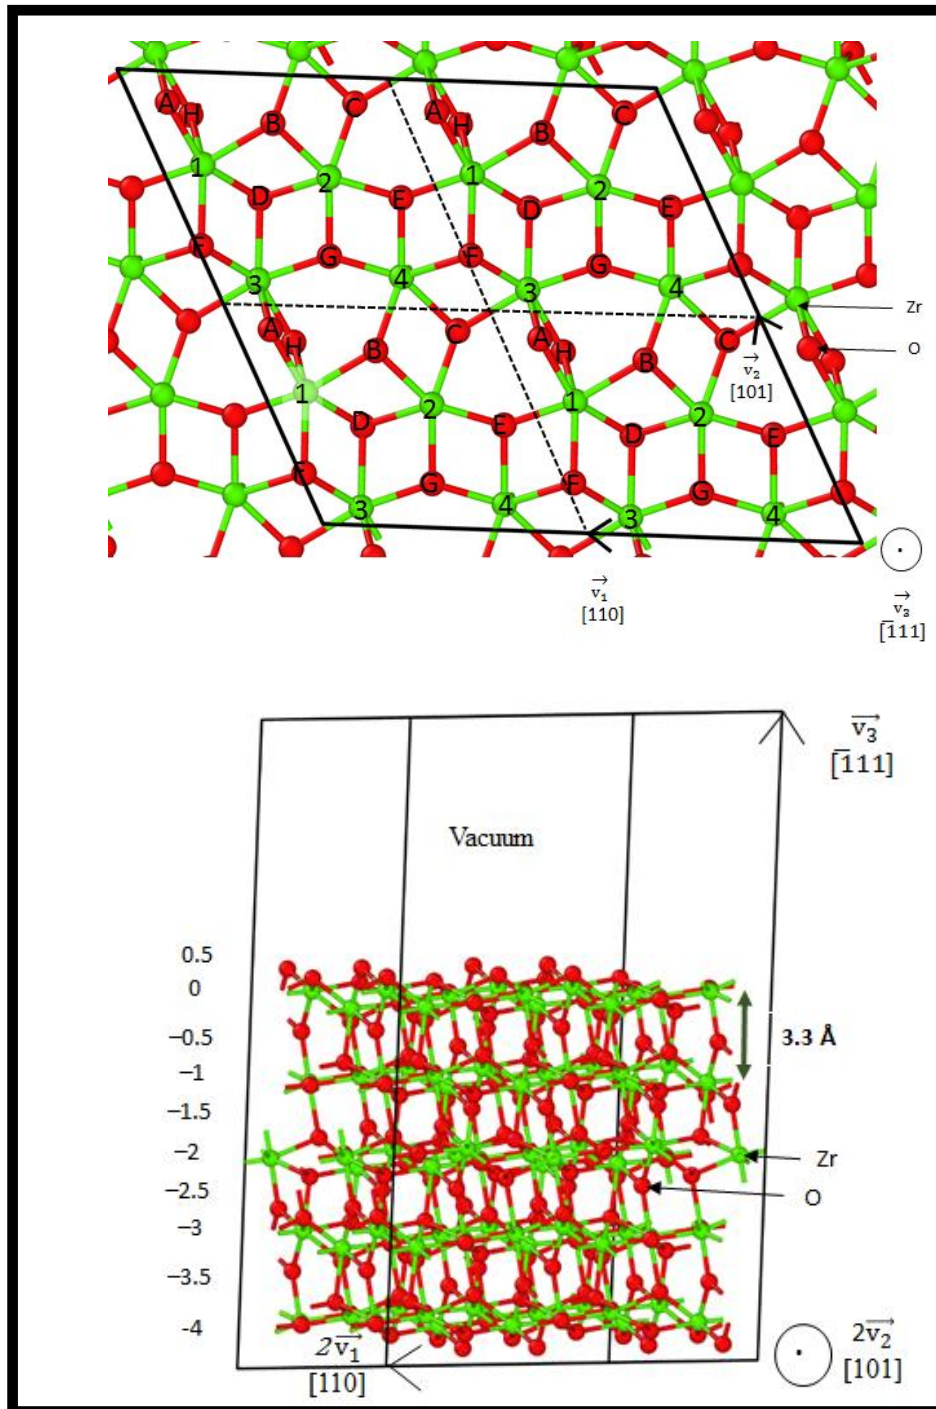 A H B C A H B C
1 2 D E 1 2 D E
F G F G
3 4 3 4 Zr
A H B C A H B C O
v₂
[101]
1 2 1 2
D E D E
F G F G
3 4 3 4
v₁
[110]
v₃
[1̅11]
v₃
[1̅11]
Vacuum
0.5
0
−0.5
3.3 Å
−1
−1.5
−2
Zr
−2.5
O
−3
−3.5
-4
2v₁
[110]
2v₂
[101]